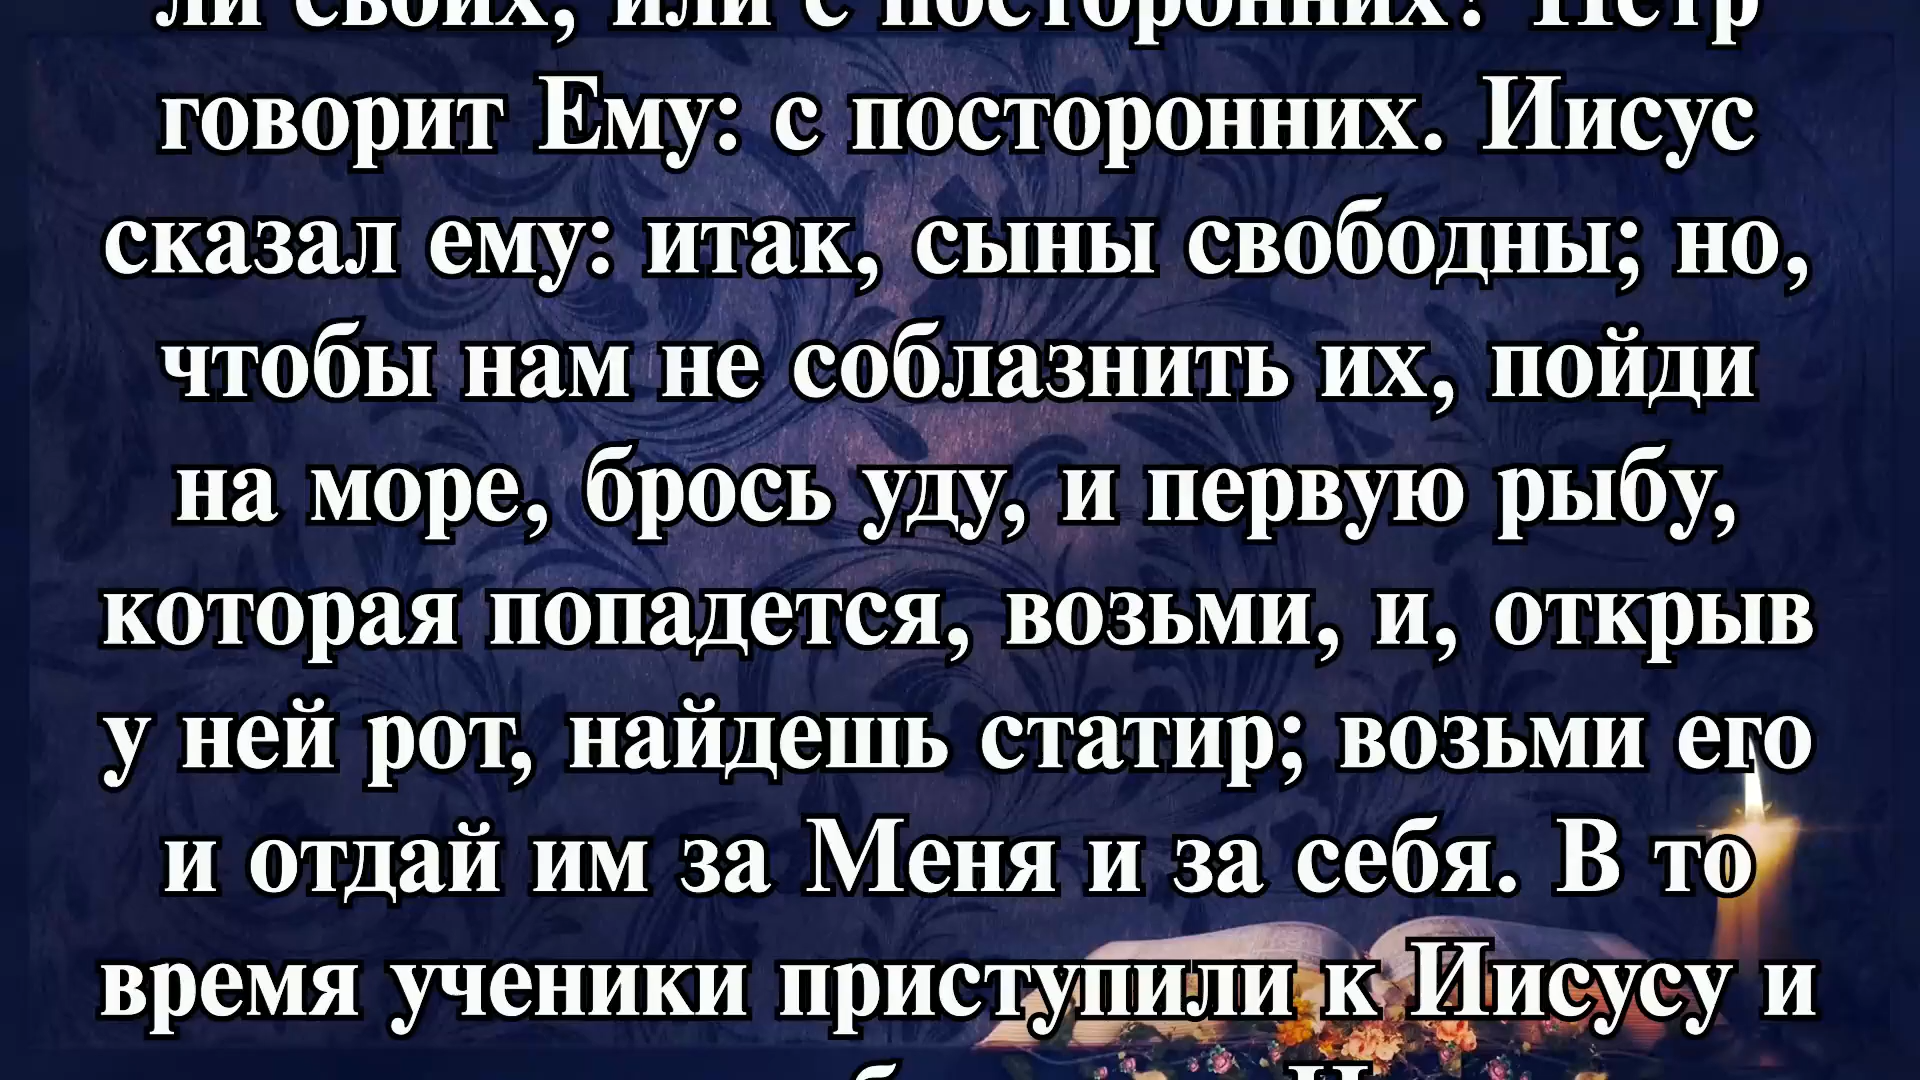 ли своих, или с посторонних? Петр
говорит Ему: с посторонних. Иисус
сказал ему: итак, сыны свободны; но,
чтобы нам не соблазнить их, пойди
на море, брось уду, и первую рыбу,
которая попадется, возьми, и, открыв
у ней рот, найдешь статир; возьми его
и отдай им за Меня и за себя. В то
время ученики приступили к Иисусу и